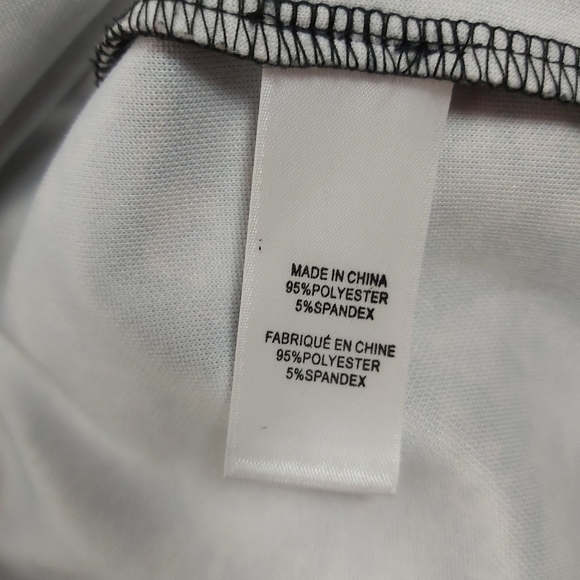 MADE IN CHINA
95%POLYESTER
5%SPANDEX
FABRIQUÉ EN CHINE
95%POLYESTER
5%SPANDEX